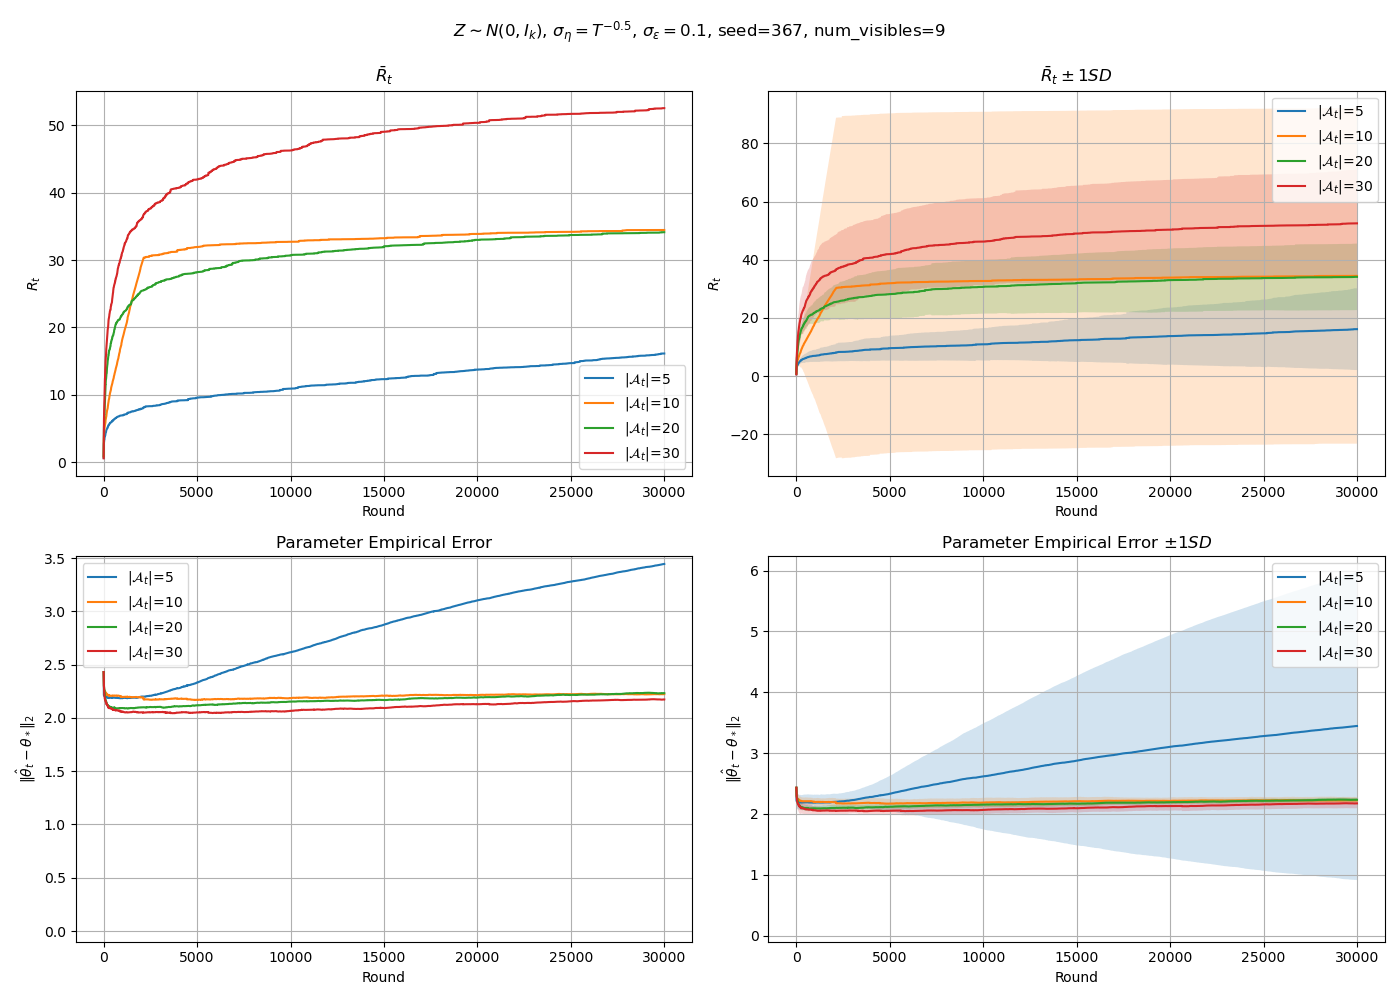 Z ∼ N(0, I_k), σ_η = T^{−0.5}, σ_ε = 0.1, seed=367, num_visibles=9
R̄_t
R_t
50
40
30
20
10
0
|𝒜_t|=5
|𝒜_t|=10
|𝒜_t|=20
|𝒜_t|=30
0 5000 10000 15000 20000 25000 30000
Round
R̄_t ± 1SD
R_t
80
60
40
20
0
−20
|𝒜_t|=5
|𝒜_t|=10
|𝒜_t|=20
|𝒜_t|=30
0 5000 10000 15000 20000 25000 30000
Round
Parameter Empirical Error
‖θ̂_t − θ_*‖_2
3.5
3.0
2.5
2.0
1.5
1.0
0.5
0.0
|𝒜_t|=5
|𝒜_t|=10
|𝒜_t|=20
|𝒜_t|=30
0 5000 10000 15000 20000 25000 30000
Round
Parameter Empirical Error ±1SD
‖θ̂_t − θ_*‖_2
6
5
4
3
2
1
0
|𝒜_t|=5
|𝒜_t|=10
|𝒜_t|=20
|𝒜_t|=30
0 5000 10000 15000 20000 25000 30000
Round